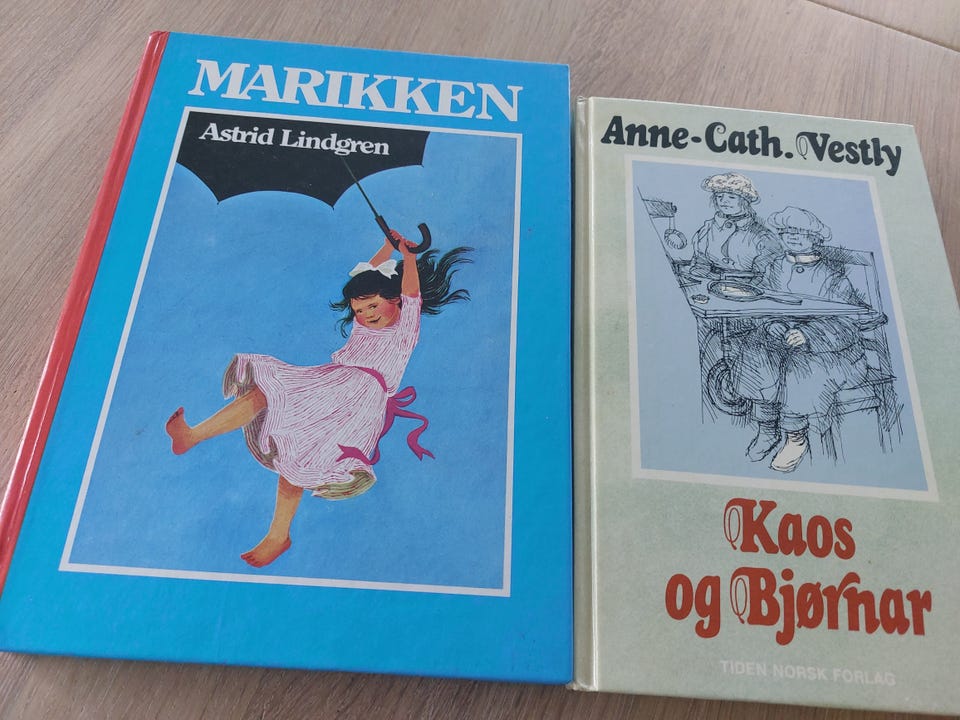 MARIKKEN
Astrid Lindgren
Anne-Cath. Vestly
Kaos
og Bjørnar
TIDEN NORSK FORLAG